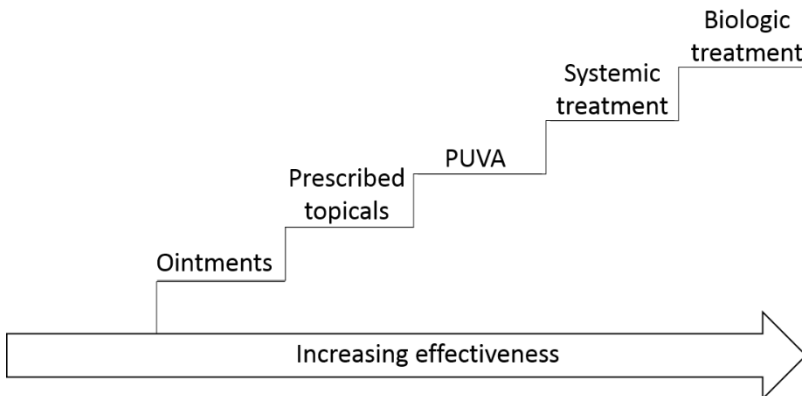 Biologic
treatment
Systemic
treatment
PUVA
Prescribed
topicals
Ointments
Increasing effectiveness